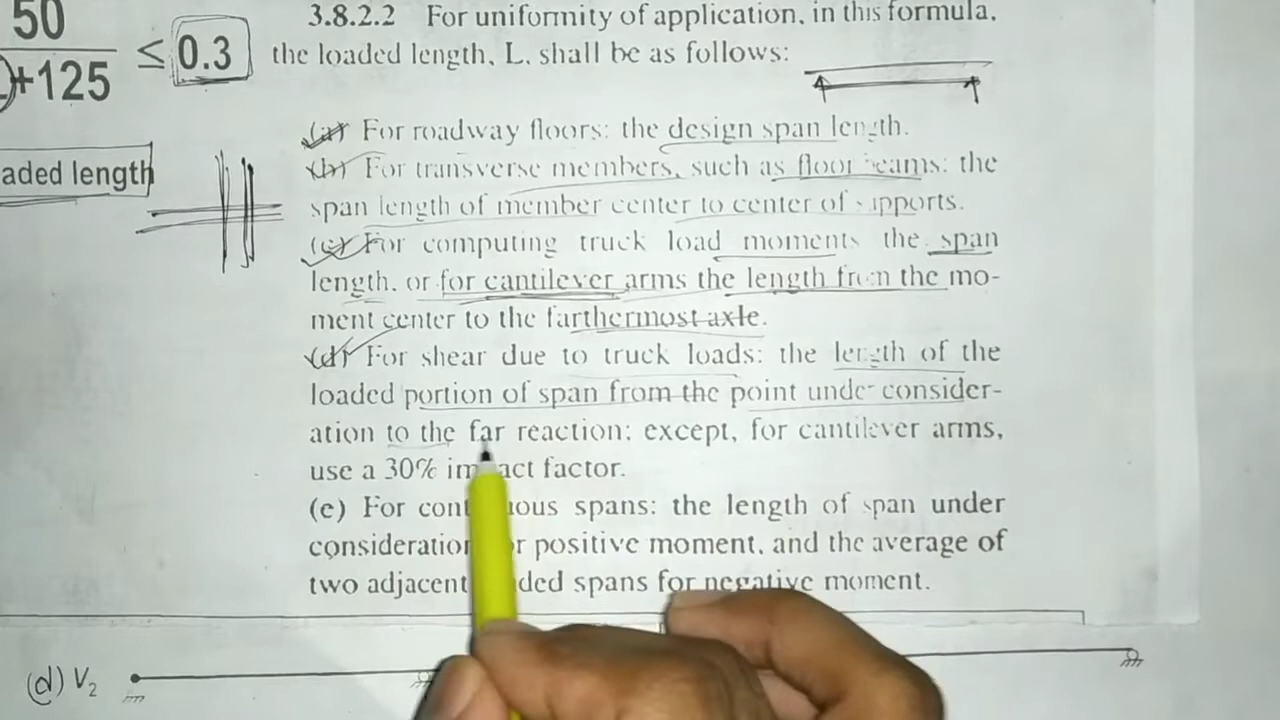 50
+125
≤ 0.3
aded length
3.8.2.2 For uniformity of application, in this formula,
the loaded length, L, shall be as follows:
(a) For roadway floors: the design span length.
(b) For transverse members, such as floor beams: the
span length of member center to center of supports.
(c) For computing truck load moments the span
length, or for cantilever arms the length from the mo-
ment center to the farthermost axle.
(d) For shear due to truck loads: the length of the
loaded portion of span from the point under consider-
ation to the far reaction; except, for cantilever arms,
use a 30% im act factor.
(e) For cont uous spans: the length of span under
consideration r positive moment, and the average of
two adjacent ded spans for negative moment.
(d) V2